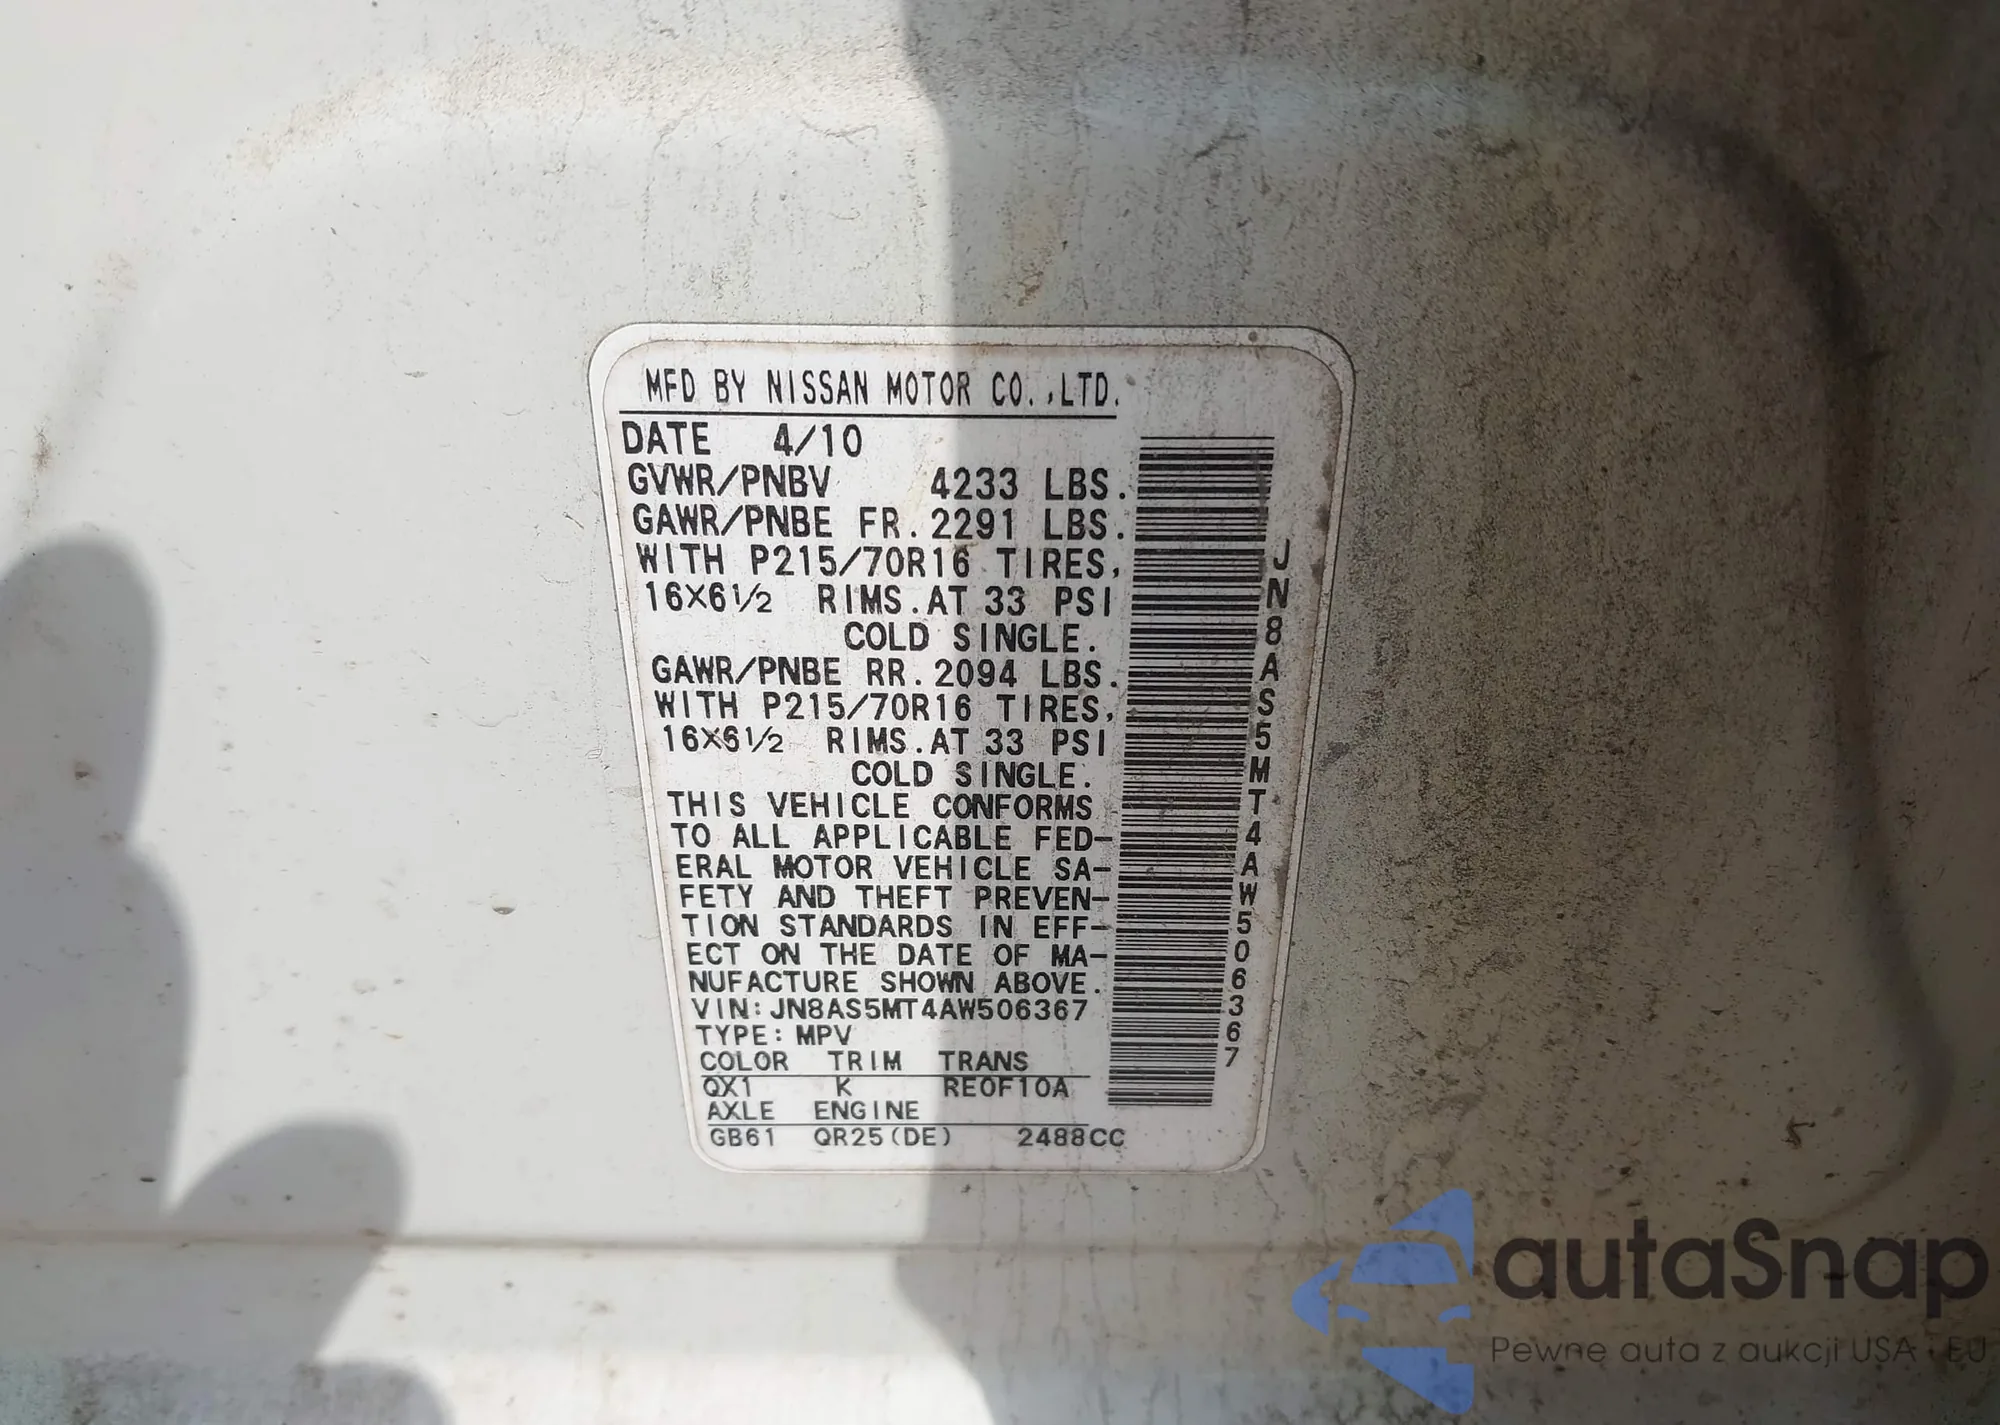 MFD BY NISSAN MOTOR CO.,LTD.
DATE 4/10
GVWR/PNBV 4233 LBS.
GAWR/PNBE FR. 2291 LBS.
WITH P215/70R16 TIRES,
16X6½ RIMS.AT 33 PSI
COLD SINGLE.
GAWR/PNBE RR. 2094 LBS.
WITH P215/70R16 TIRES,
16X6½ RIMS.AT 33 PSI
COLD SINGLE.
THIS VEHICLE CONFORMS
TO ALL APPLICABLE FED-
ERAL MOTOR VEHICLE SA-
FETY AND THEFT PREVEN-
TION STANDARDS IN EFF-
ECT ON THE DATE OF MA-
NUFACTURE SHOWN ABOVE.
VIN:JN8AS5MT4AW506367
TYPE:MPV
COLOR TRIM TRANS
QX1 K RE0F10A
AXLE ENGINE
GB61 QR25(DE) 2488CC
JN8AS5MT4AW506367
autaSnap
Pewne auta z aukcji USA i EU